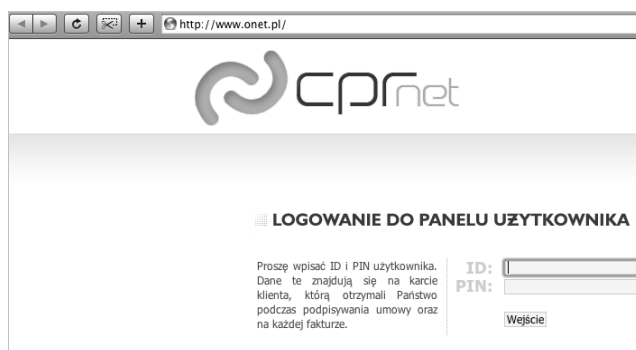 http://www.onet.pl/
cprnet
LOGOWANIE DO PANELU UŻYTKOWNIKA
Proszę wpisać ID i PIN użytkownika.
Dane te znajdują się na karcie
klienta, którą otrzymali Państwo
podczas podpisywania umowy oraz
na każdej fakturze.
ID:
PIN:
Wejście